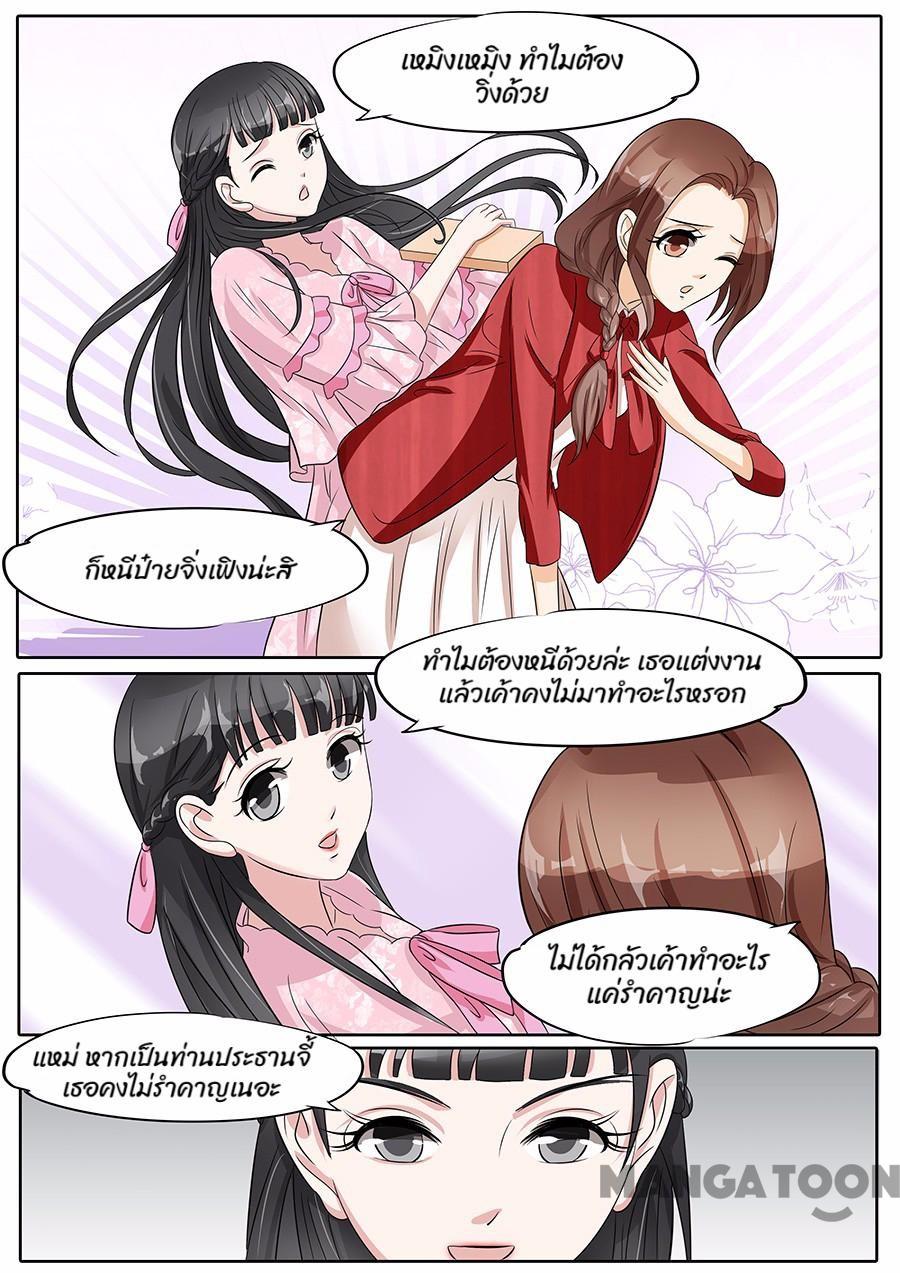 เหมิงเหมิง ทำไมต้อง
วิ่งด้วย
ก็หนีป๋ายจิ่งเฟิงน่ะสิ
ทำไมต้องหนีด้วยล่ะ เธอแต่งงาน
แล้วเค้าคงไม่มาทำอะไรหรอก
ไม่ได้กลัวเค้าทำอะไร
แค่รำคาญน่ะ
แหม่ หากเป็นท่านประธานจี้
เธอคงไม่รำคาญเนอะ
MANGATOON